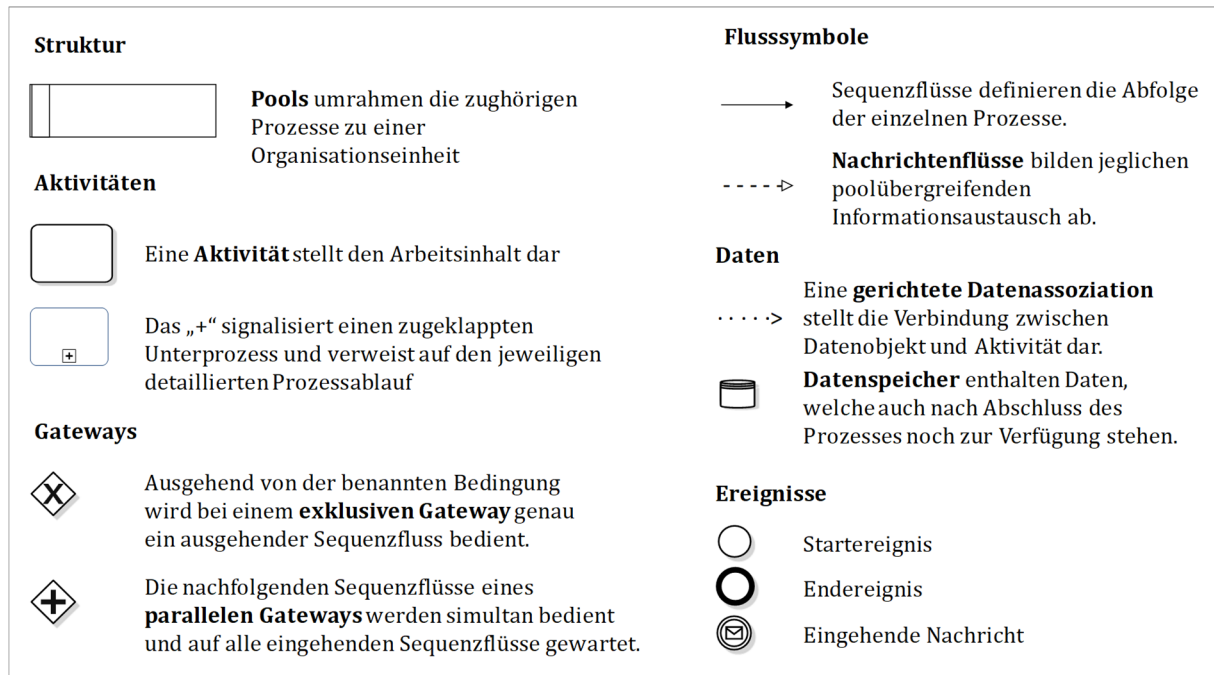 Struktur
Pools umrahmen die zughörigen
Prozesse zu einer
Organisationseinheit
Aktivitäten
Eine Aktivität stellt den Arbeitsinhalt dar
Das „+“ signalisiert einen zugeklappten
Unterprozess und verweist auf den jeweiligen
detaillierten Prozessablauf
Gateways
X
Ausgehend von der benannten Bedingung
wird bei einem exklusiven Gateway genau
ein ausgehender Sequenzfluss bedient.
Die nachfolgenden Sequenzflüsse eines
parallelen Gateways werden simultan bedient
und auf alle eingehenden Sequenzflüsse gewartet.
Flusssymbole
Sequenzflüsse definieren die Abfolge
der einzelnen Prozesse.
Nachrichtenflüsse bilden jeglichen
poolübergreifenden
Informationsaustausch ab.
Daten
Eine gerichtete Datenassoziation
stellt die Verbindung zwischen
Datenobjekt und Aktivität dar.
Datenspeicher enthalten Daten,
welche auch nach Abschluss des
Prozesses noch zur Verfügung stehen.
Ereignisse
Startereignis
Endereignis
Eingehende Nachricht